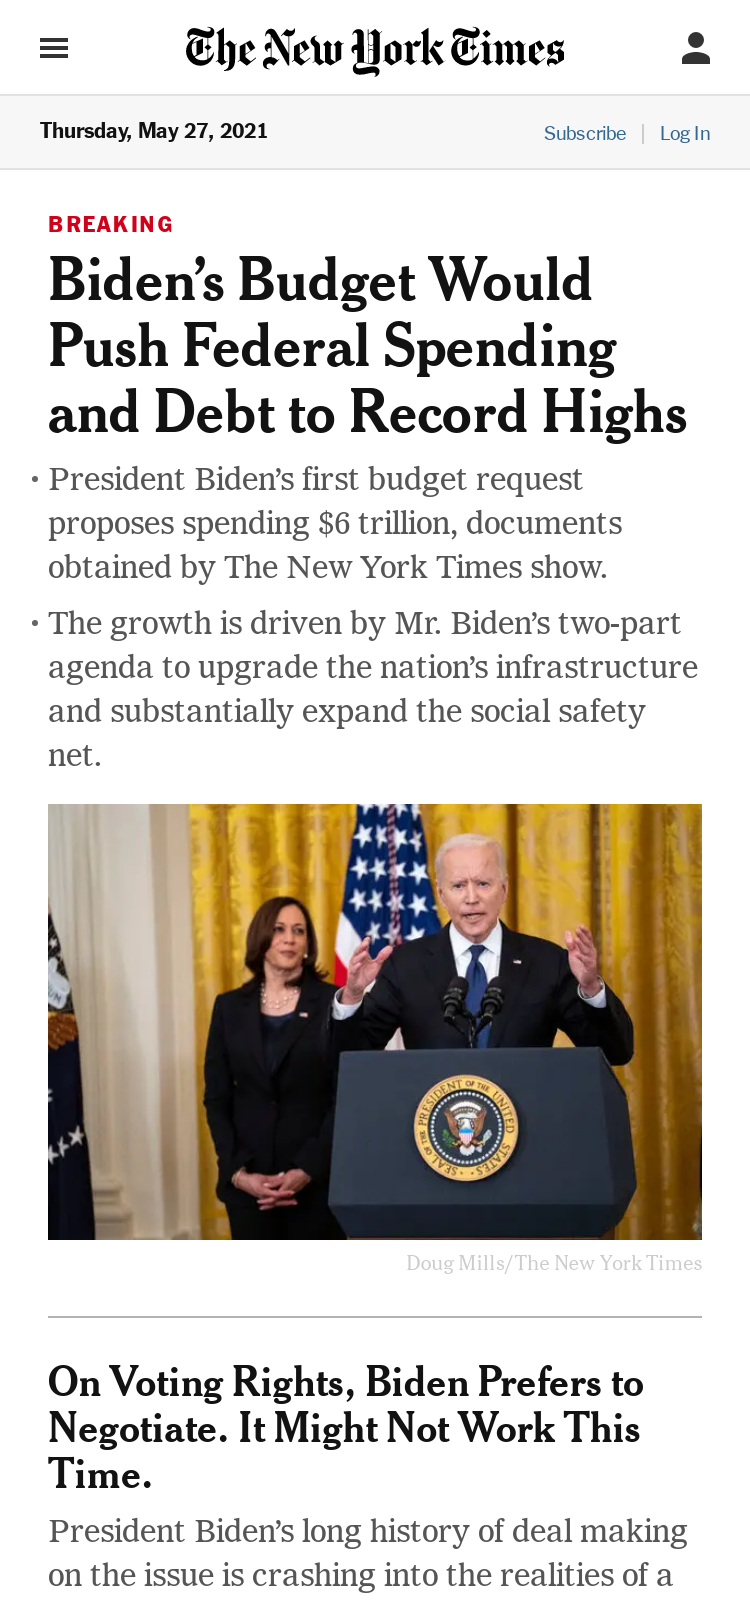 The New York Times
Thursday, May 27, 2021
Subscribe | Log In
BREAKING
Biden’s Budget Would
Push Federal Spending
and Debt to Record Highs
• President Biden’s first budget request
proposes spending $6 trillion, documents
obtained by The New York Times show.
• The growth is driven by Mr. Biden’s two-part
agenda to upgrade the nation’s infrastructure
and substantially expand the social safety
net.
SEAL OF THE PRESIDENT OF THE UNITED STATES
Doug Mills/The New York Times
On Voting Rights, Biden Prefers to
Negotiate. It Might Not Work This
Time.
President Biden’s long history of deal making
on the issue is crashing into the realities of a